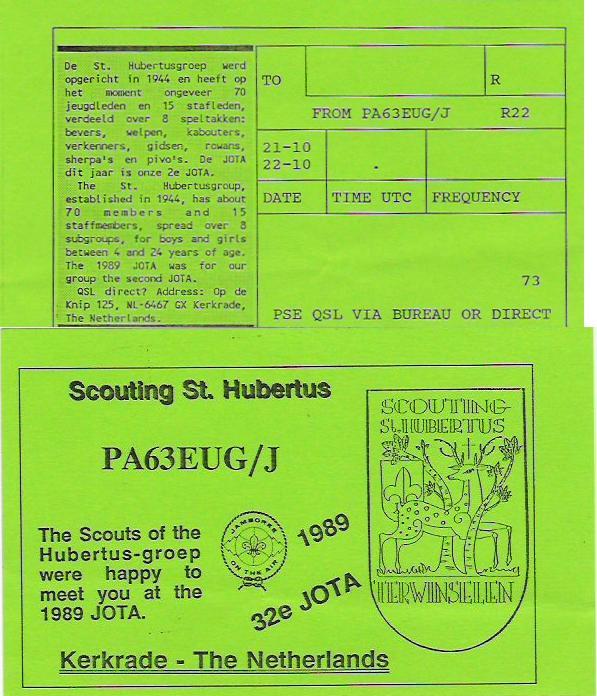 De St. Hubertusgroep werd
opgericht in 1944 en heeft op
het moment ongeveer 70
jeugdleden en 15 stafleden,
verdeeld over 8 speltakken:
bevers, welpen, kabouters,
verkenners, gidsen, rowans,
sherpa's en pivo's. De JOTA
dit jaar is onze 2e JOTA.
The St. Hubertusgroup,
established in 1944, has about
70 members and 15
staffmembers, spread over 8
subgroups, for boys and girls
between 4 and 24 years of age.
The 1989 JOTA was for our
group the second JOTA.
QSL direct? Address: Op de
Knip 125, NL-6467 GX Kerkrade,
The Netherlands.
TO R
FROM PA63EUG/J R22
21-10
22-10 .
DATE TIME UTC FREQUENCY
73
PSE QSL VIA BUREAU OR DIRECT
Scouting St. Hubertus
PA63EUG/J
The Scouts of the
Hubertus-groep
were happy to
meet you at the
1989 JOTA.
JAMBOREE
ON THE AIR
1989
32e JOTA
SCOUTING
St. HUBERTUS
TERWINSELEN
Kerkrade - The Netherlands